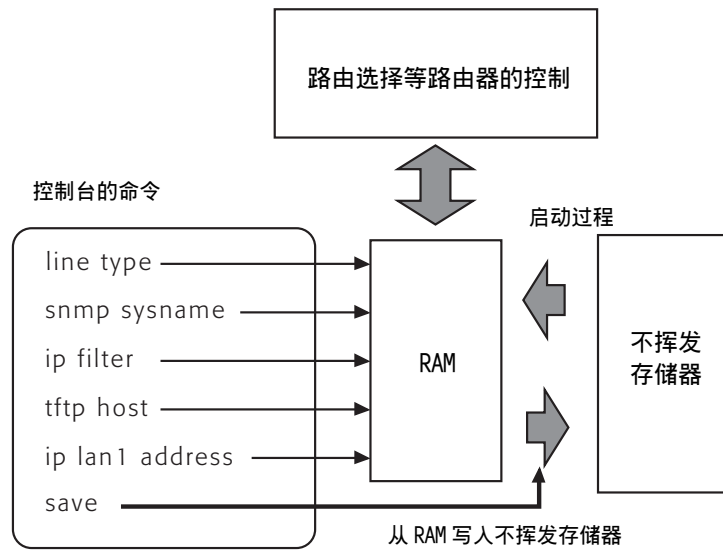 路由选择等路由器的控制
控制台的命令
启动过程
line type
snmp sysname
ip filter
tftp host
ip lan1 address
save
RAM
不挥发
存储器
从 RAM 写入不挥发存储器